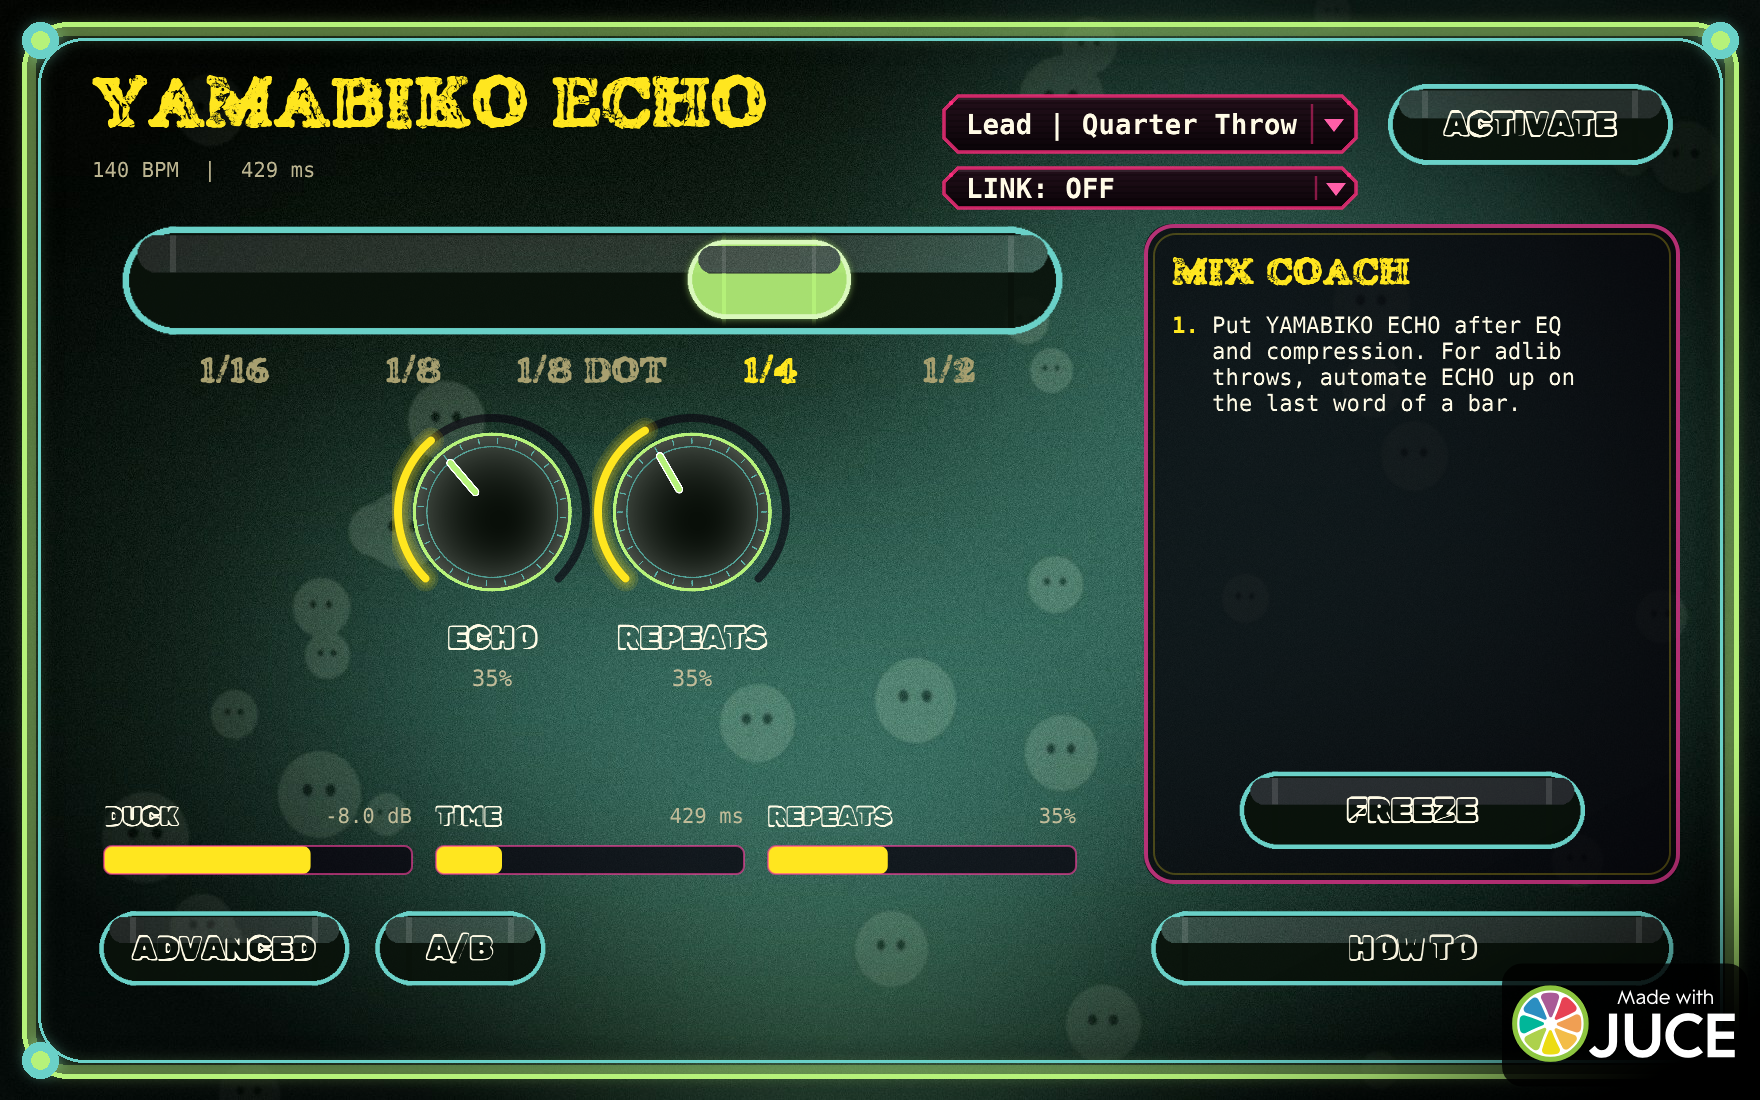 YAMABIKO ECHO
140 BPM | 429 ms
Lead | Quarter Throw
LINK: OFF
ACTIVATE
1/16
1/8
1/8 DOT
1/4
1/2
ECHO
35%
REPEATS
35%
MIX COACH
1. Put YAMABIKO ECHO after EQ
and compression. For adlib
throws, automate ECHO up on
the last word of a bar.
FREEZE
DUCK
-8.0 dB
TIME
429 ms
REPEATS
35%
ADVANCED
A/B
HOW TO
Made with
JUCE